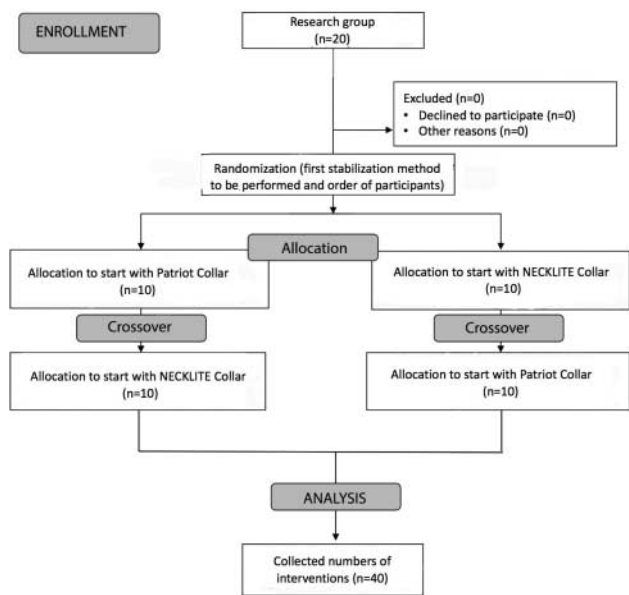 ENROLLMENT
Research group
(n=20)
Excluded (n=0)
• Declined to participate (n=0)
• Other reasons (n=0)
Randomization (first stabilization method
to be performed and order of participants)
Allocation
Allocation to start with Patriot Collar
(n=10)
Allocation to start with NECKLITE Collar
(n=10)
Crossover
Crossover
Allocation to start with NECKLITE Collar
(n=10)
Allocation to start with Patriot Collar
(n=10)
ANALYSIS
Collected numbers of
interventions (n=40)